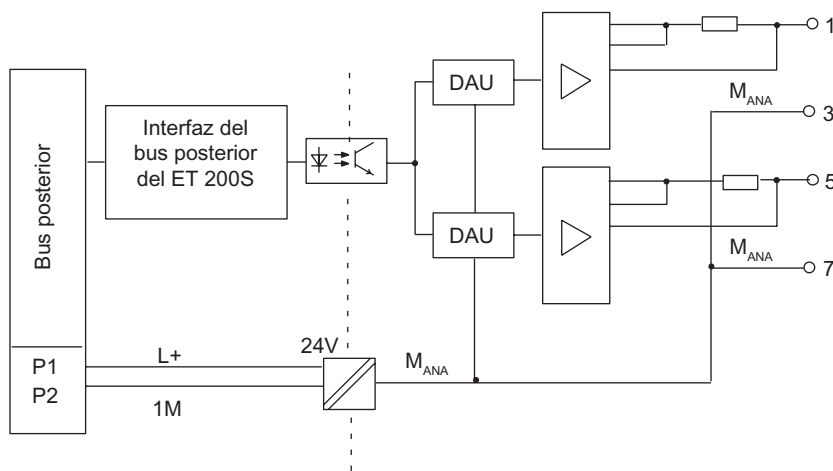 Bus posterior
P1
P2
Interfaz del
bus posterior
del ET 200S
L+
1M
24V
DAU
DAU
M_ANA
M_ANA
M_ANA
1
3
5
7